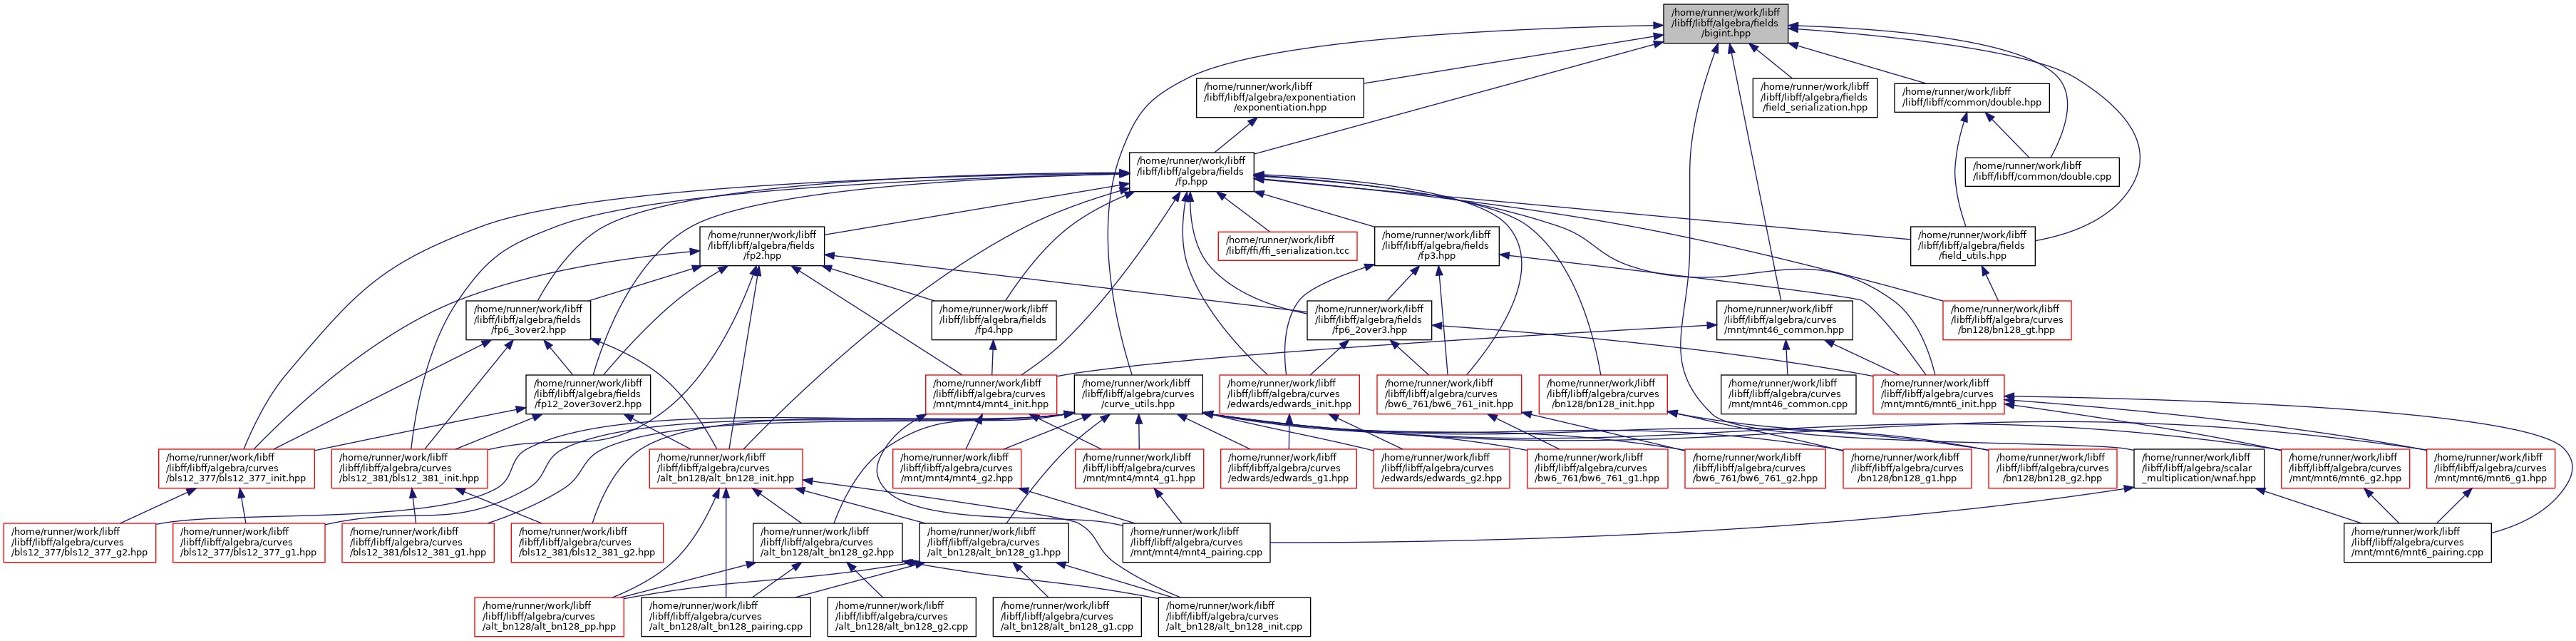 /home/runner/work/libff
/libff/libff/algebra/fields
/bigint.hpp
/home/runner/work/libff
/libff/libff/algebra/exponentiation
/exponentiation.hpp
/home/runner/work/libff
/libff/libff/algebra/fields
/field_serialization.hpp
/home/runner/work/libff
/libff/libff/common/double.hpp
/home/runner/work/libff
/libff/libff/algebra/fields
/fp.hpp
/home/runner/work/libff
/libff/libff/common/double.cpp
/home/runner/work/libff
/libff/libff/algebra/fields
/fp2.hpp
/home/runner/work/libff
/libff/ffi/ffi_serialization.tcc
/home/runner/work/libff
/libff/libff/algebra/fields
/fp3.hpp
/home/runner/work/libff
/libff/libff/algebra/fields
/field_utils.hpp
/home/runner/work/libff
/libff/libff/algebra/fields
/fp6_3over2.hpp
/home/runner/work/libff
/libff/libff/algebra/fields
/fp4.hpp
/home/runner/work/libff
/libff/libff/algebra/fields
/fp6_2over3.hpp
/home/runner/work/libff
/libff/libff/algebra/curves
/mnt/mnt46_common.hpp
/home/runner/work/libff
/libff/libff/algebra/curves
/bn128/bn128_gt.hpp
/home/runner/work/libff
/libff/libff/algebra/fields
/fp12_2over3over2.hpp
/home/runner/work/libff
/libff/libff/algebra/curves
/mnt/mnt4/mnt4_init.hpp
/home/runner/work/libff
/libff/libff/algebra/curves
/curve_utils.hpp
/home/runner/work/libff
/libff/libff/algebra/curves
/edwards/edwards_init.hpp
/home/runner/work/libff
/libff/libff/algebra/curves
/bw6_761/bw6_761_init.hpp
/home/runner/work/libff
/libff/libff/algebra/curves
/bn128/bn128_init.hpp
/home/runner/work/libff
/libff/libff/algebra/curves
/mnt/mnt46_common.cpp
/home/runner/work/libff
/libff/libff/algebra/curves
/mnt/mnt6/mnt6_init.hpp
/home/runner/work/libff
/libff/libff/algebra/curves
/bls12_377/bls12_377_init.hpp
/home/runner/work/libff
/libff/libff/algebra/curves
/bls12_381/bls12_381_init.hpp
/home/runner/work/libff
/libff/libff/algebra/curves
/alt_bn128/alt_bn128_init.hpp
/home/runner/work/libff
/libff/libff/algebra/curves
/mnt/mnt4/mnt4_g2.hpp
/home/runner/work/libff
/libff/libff/algebra/curves
/mnt/mnt4/mnt4_g1.hpp
/home/runner/work/libff
/libff/libff/algebra/curves
/edwards/edwards_g1.hpp
/home/runner/work/libff
/libff/libff/algebra/curves
/edwards/edwards_g2.hpp
/home/runner/work/libff
/libff/libff/algebra/curves
/bw6_761/bw6_761_g1.hpp
/home/runner/work/libff
/libff/libff/algebra/curves
/bw6_761/bw6_761_g2.hpp
/home/runner/work/libff
/libff/libff/algebra/curves
/bn128/bn128_g1.hpp
/home/runner/work/libff
/libff/libff/algebra/curves
/bn128/bn128_g2.hpp
/home/runner/work/libff
/libff/libff/algebra/scalar
_multiplication/wnaf.hpp
/home/runner/work/libff
/libff/libff/algebra/curves
/mnt/mnt6/mnt6_g2.hpp
/home/runner/work/libff
/libff/libff/algebra/curves
/mnt/mnt6/mnt6_g1.hpp
/home/runner/work/libff
/libff/libff/algebra/curves
/bls12_377/bls12_377_g2.hpp
/home/runner/work/libff
/libff/libff/algebra/curves
/bls12_377/bls12_377_g1.hpp
/home/runner/work/libff
/libff/libff/algebra/curves
/bls12_381/bls12_381_g1.hpp
/home/runner/work/libff
/libff/libff/algebra/curves
/bls12_381/bls12_381_g2.hpp
/home/runner/work/libff
/libff/libff/algebra/curves
/alt_bn128/alt_bn128_g2.hpp
/home/runner/work/libff
/libff/libff/algebra/curves
/alt_bn128/alt_bn128_g1.hpp
/home/runner/work/libff
/libff/libff/algebra/curves
/mnt/mnt4/mnt4_pairing.cpp
/home/runner/work/libff
/libff/libff/algebra/curves
/mnt/mnt6/mnt6_pairing.cpp
/home/runner/work/libff
/libff/libff/algebra/curves
/alt_bn128/alt_bn128_pp.hpp
/home/runner/work/libff
/libff/libff/algebra/curves
/alt_bn128/alt_bn128_pairing.cpp
/home/runner/work/libff
/libff/libff/algebra/curves
/alt_bn128/alt_bn128_g2.cpp
/home/runner/work/libff
/libff/libff/algebra/curves
/alt_bn128/alt_bn128_g1.cpp
/home/runner/work/libff
/libff/libff/algebra/curves
/alt_bn128/alt_bn128_init.cpp